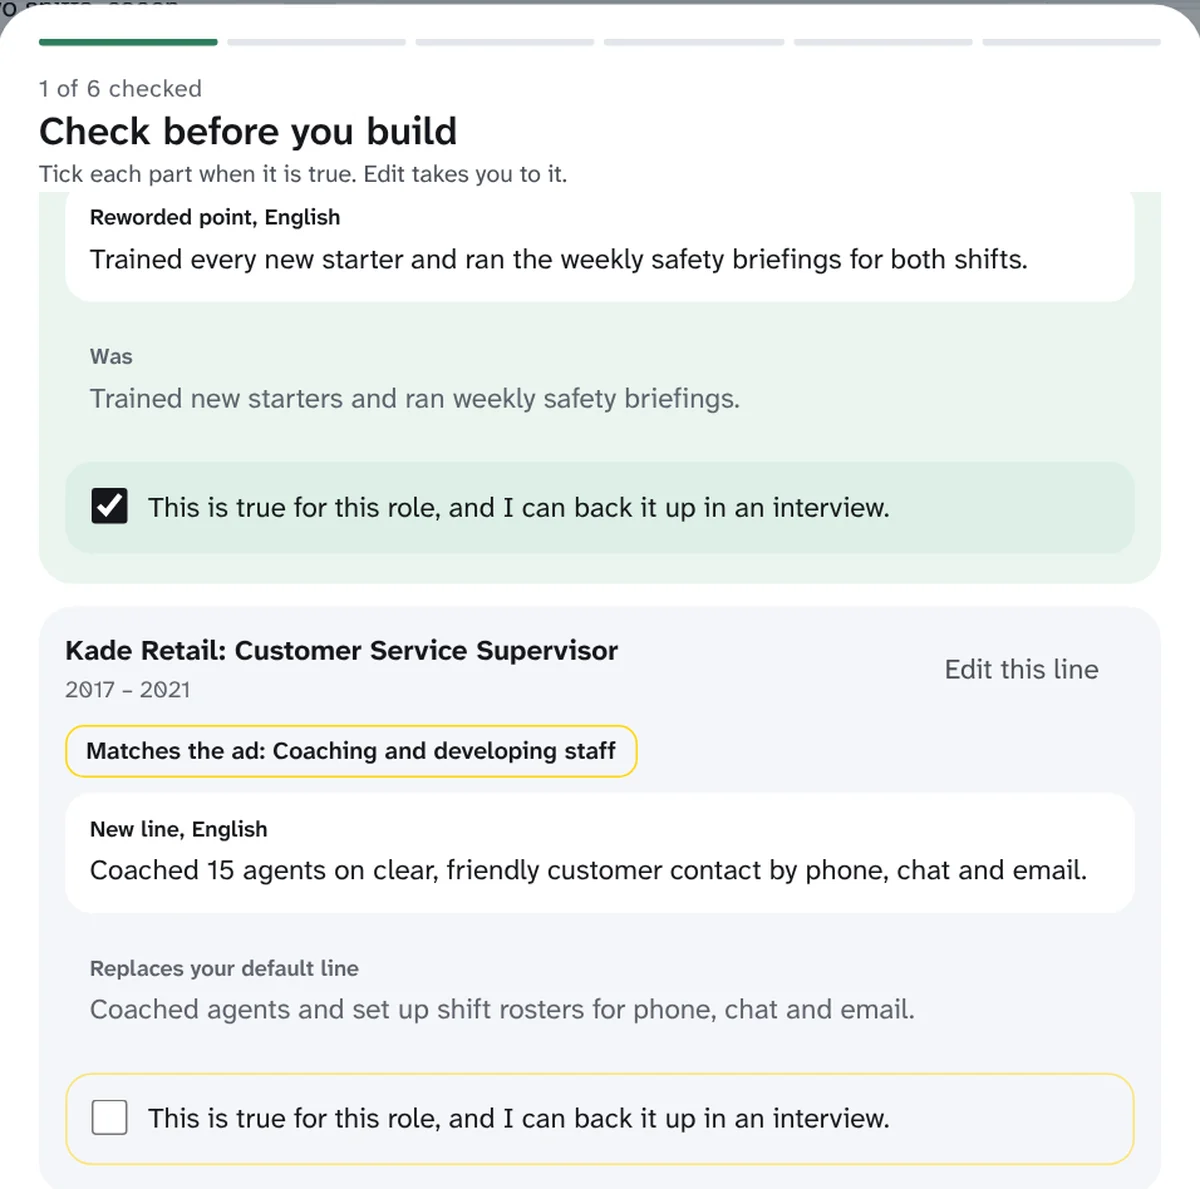 1 of 6 checked
Check before you build
Tick each part when it is true. Edit takes you to it.
Reworded point, English
Trained every new starter and ran the weekly safety briefings for both shifts.
Was
Trained new starters and ran weekly safety briefings.
This is true for this role, and I can back it up in an interview.
Kade Retail: Customer Service Supervisor
2017 – 2021
Edit this line
Matches the ad: Coaching and developing staff
New line, English
Coached 15 agents on clear, friendly customer contact by phone, chat and email.
Replaces your default line
Coached agents and set up shift rosters for phone, chat and email.
This is true for this role, and I can back it up in an interview.